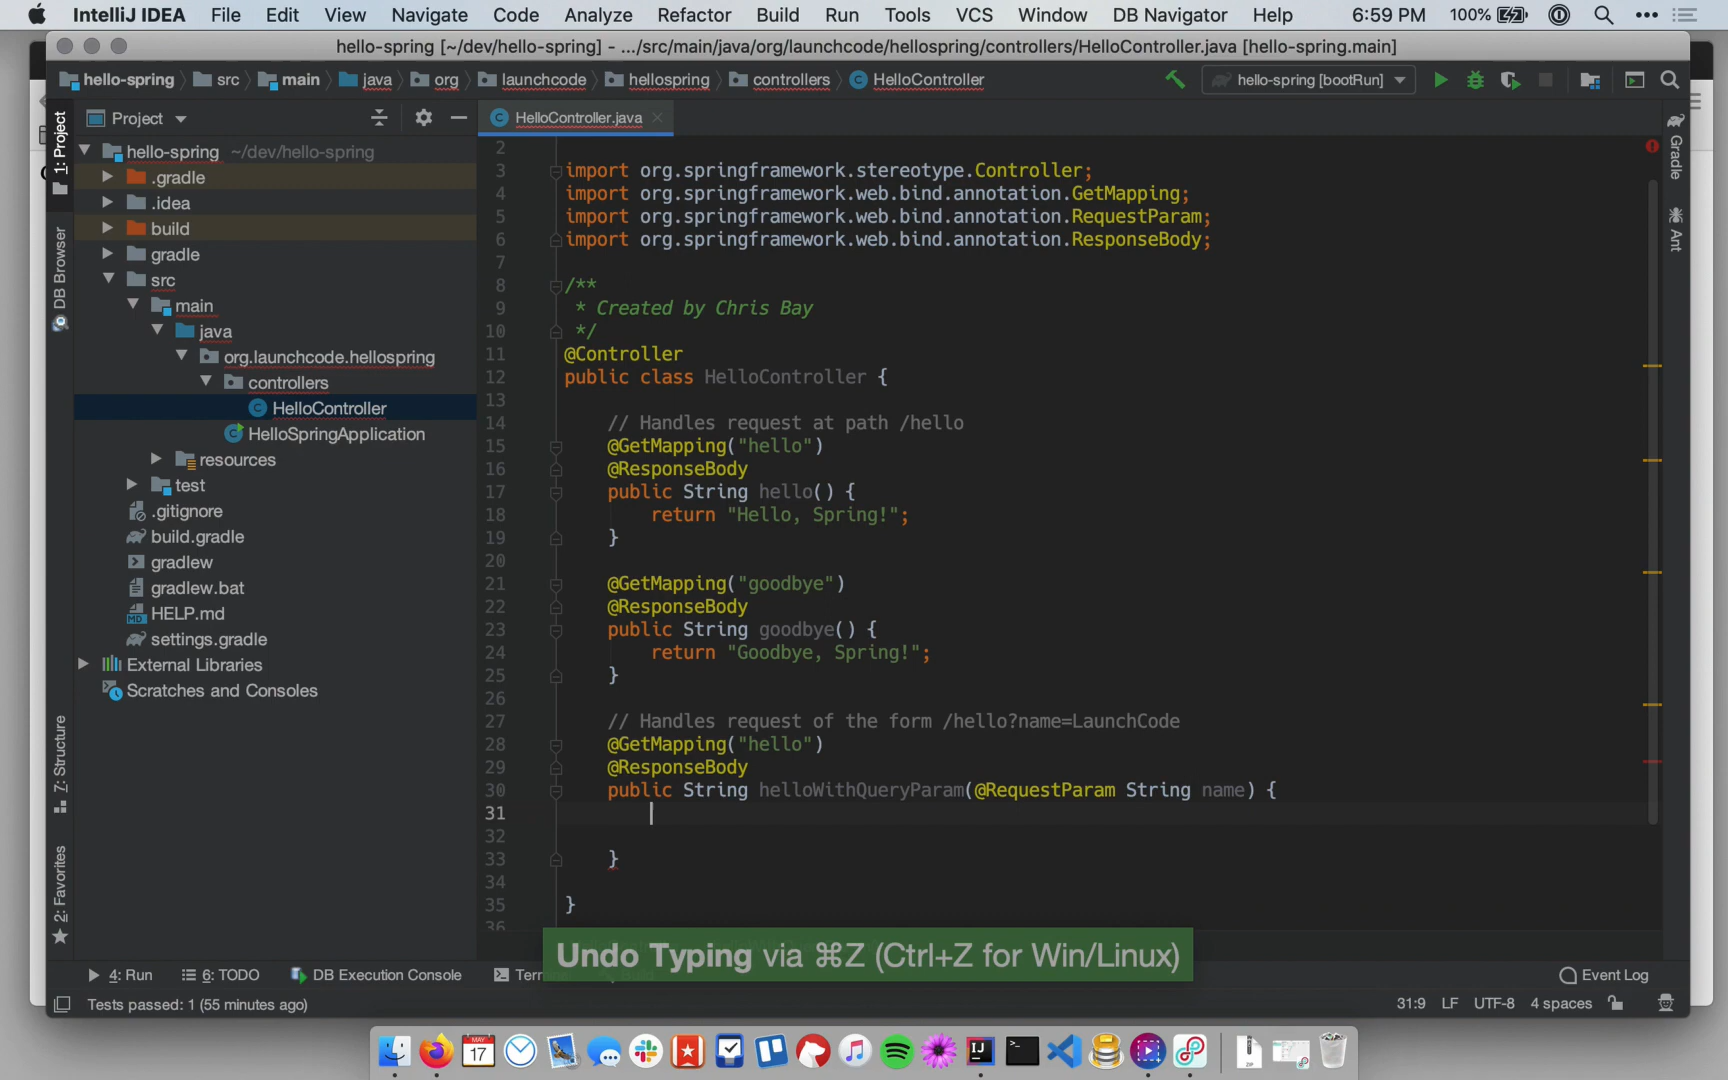 IntelliJ IDEA File Edit View Navigate Code Analyze Refactor Build Run Tools VCS Window DB Navigator Help 6:59 PM 100%
hello-spring [~/dev/hello-spring] - .../src/main/java/org/launchcode/hellospring/controllers/HelloController.java [hello-spring.main]
hello-spring src main java org launchcode hellospring controllers HelloController hello-spring [bootRun]
1: Project
DB Browser
7: Structure
2: Favorites
Project
hello-spring ~/dev/hello-spring
.gradle
.idea
build
gradle
src
main
java
org.launchcode.hellospring
controllers
HelloController
HelloSpringApplication
resources
test
.gitignore
build.gradle
gradlew
gradlew.bat
HELP.md
settings.gradle
External Libraries
Scratches and Consoles
HelloController.java
2
3 import org.springframework.stereotype.Controller;
4 import org.springframework.web.bind.annotation.GetMapping;
5 import org.springframework.web.bind.annotation.RequestParam;
6 import org.springframework.web.bind.annotation.ResponseBody;
7
8 /**
9 * Created by Chris Bay
10 */
11 @Controller
12 public class HelloController {
13
14 // Handles request at path /hello
15 @GetMapping("hello")
16 @ResponseBody
17 public String hello() {
18 return "Hello, Spring!";
19 }
20
21 @GetMapping("goodbye")
22 @ResponseBody
23 public String goodbye() {
24 return "Goodbye, Spring!";
25 }
26
27 // Handles request of the form /hello?name=LaunchCode
28 @GetMapping("hello")
29 @ResponseBody
30 public String helloWithQueryParam(@RequestParam String name) {
31
32
33 }
34
35 }
36
Gradle
Ant
Undo Typing via ⌘Z (Ctrl+Z for Win/Linux)
4: Run 6: TODO DB Execution Console Event Log
Tests passed: 1 (55 minutes ago) 31:9 LF UTF-8 4 spaces
17